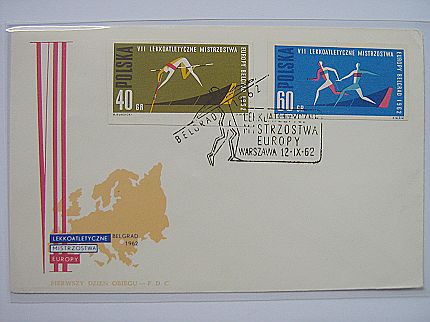 VII LEKKOATLETYCZNE MISTRZOSTWA
EUROPY BELGRAD 1962
POLSKA
40 GR
VII LEKKOATLETYCZNE MISTRZOSTWA
EUROPY BELGRAD 1962
POLSKA
60 GR
BELGRAD
LEKKOATLETYCZNE
MISTRZOSTWA
EUROPY
WARSZAWA 12-IX-62
BELGRAD
1962
LEKKOATLETYCZNE
MISTRZOSTWA
EUROPY
PIERWSZY DZIEŃ OBIEGU — F. D. C.